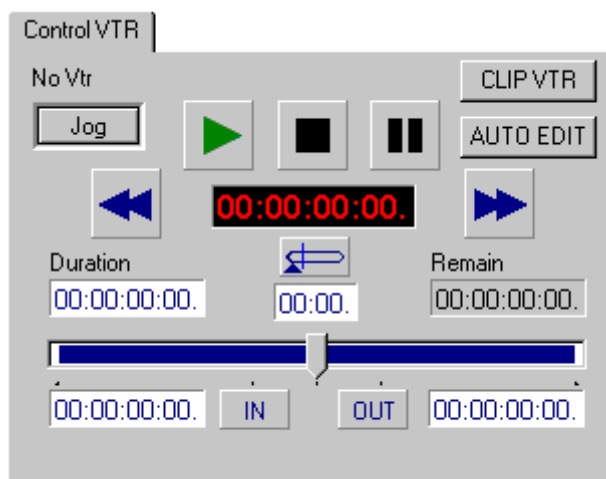 Control VTR
No Vtr
CLIP VTR
Jog
AUTO EDIT
00:00:00:00.
Duration
Remain
00:00:00:00.
00:00.
00:00:00:00.
00:00:00:00.
IN
OUT
00:00:00:00.